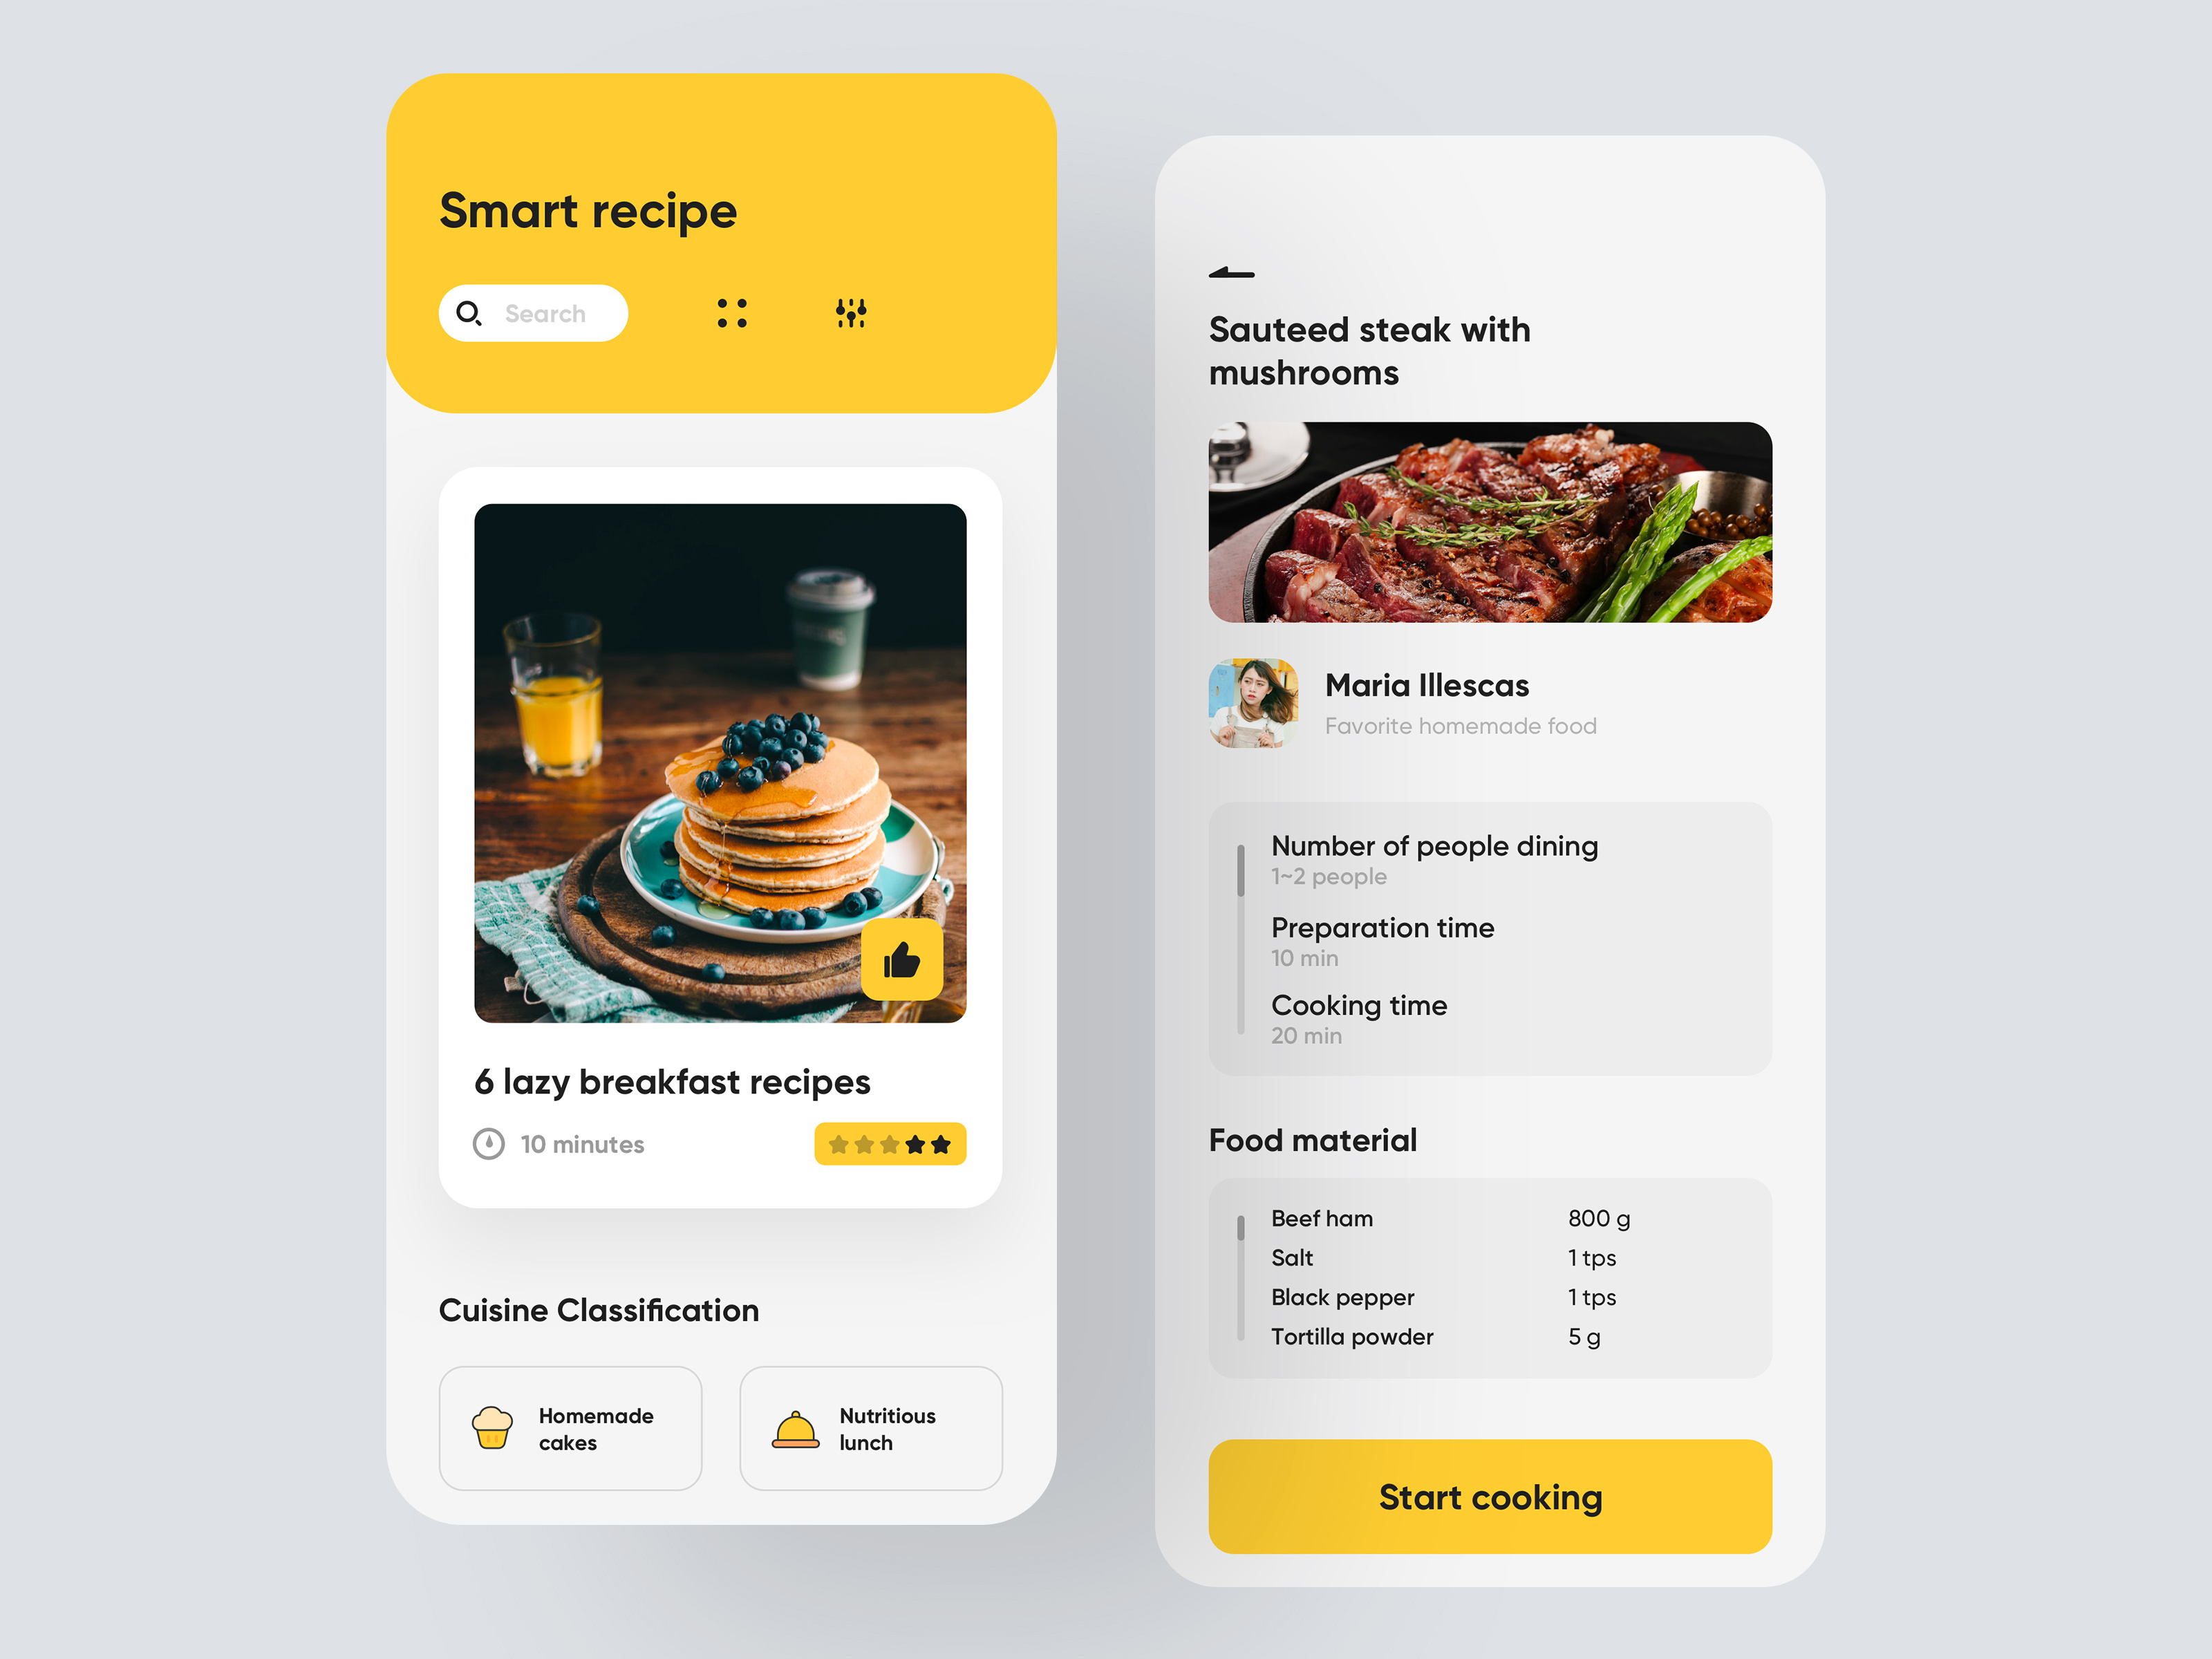 Smart recipe
Search
6 lazy breakfast recipes
10 minutes
Cuisine Classification
Homemade
cakes
Nutritious
lunch
Sauteed steak with
mushrooms
Maria Illescas
Favorite homemade food
Number of people dining
1~2 people
Preparation time
10 min
Cooking time
20 min
Food material
Beef ham 800 g
Salt 1 tps
Black pepper 1 tps
Tortilla powder 5 g
Start cooking